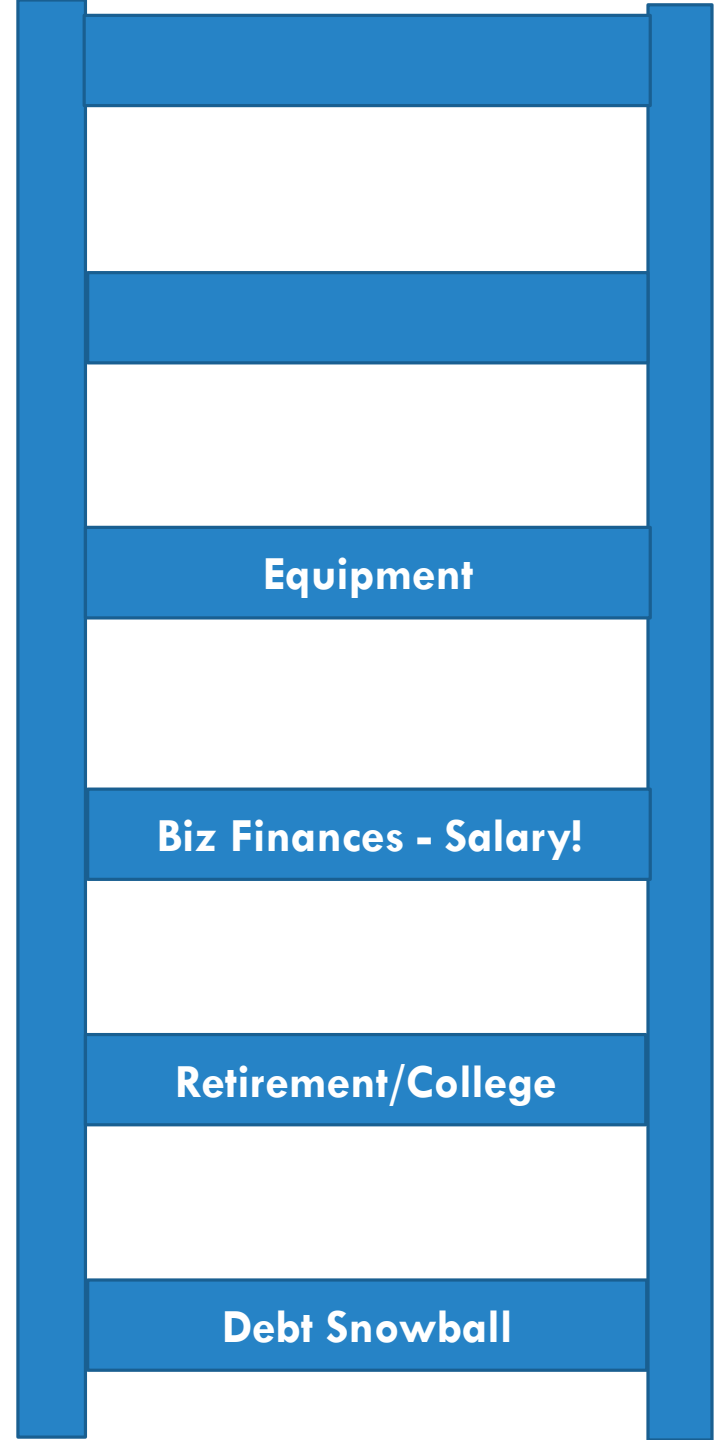 Equipment
Biz Finances - Salary!
Retirement/College
Debt Snowball